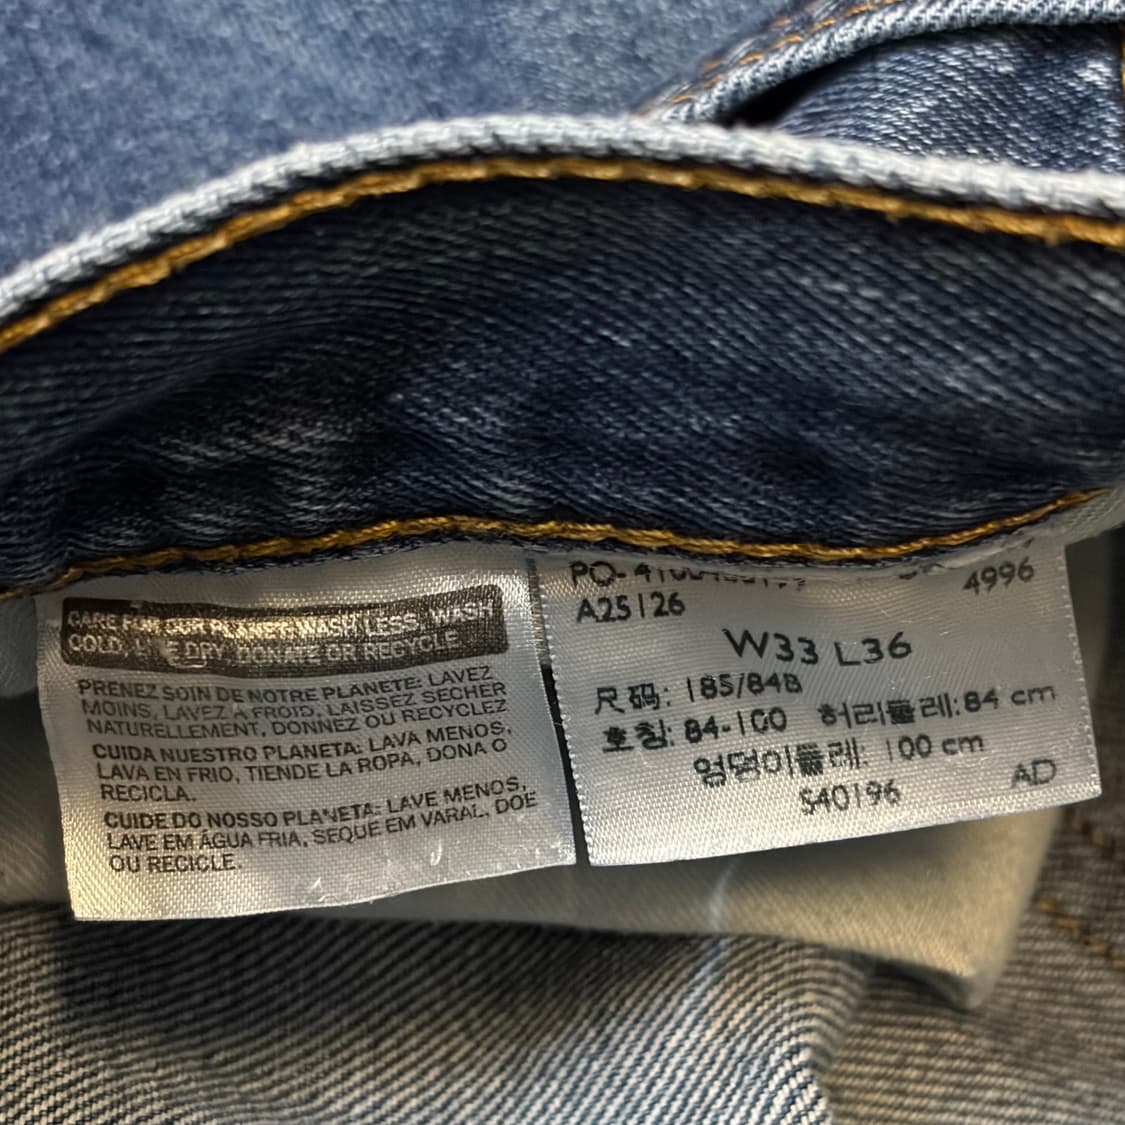 CARE FOR OUR PLANET: WASH LESS, WASH
COLD, LINE DRY, DONATE OR RECYCLE
PRENEZ SOIN DE NOTRE PLANETE: LAVEZ
MOINS, LAVEZ A FROID, LAISSEZ SECHER
NATURELLEMENT, DONNEZ OU RECYCLEZ
CUIDA NUESTRO PLANETA: LAVA MENOS,
LAVA EN FRIO, TIENDE LA ROPA, DONA O
RECICLA.
CUIDE DO NOSSO PLANETA: LAVE MENOS,
LAVE EM ÁGUA FRIA, SEQUE EM VARAL, DOE
OU RECICLE.
4996
A25126
W33 L36
尺码: 185/84B
호칭: 84-100 허리둘레:84 cm
엉덩이둘레: 100 cm
S40196
AD